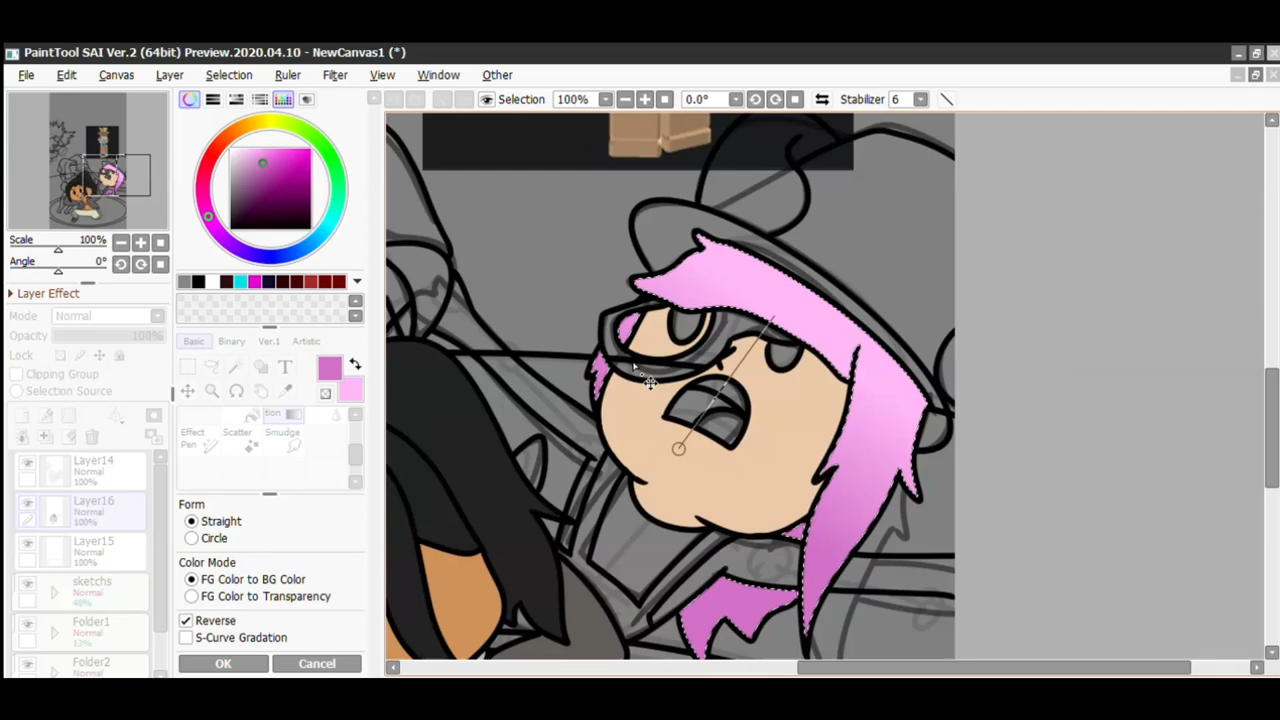 PaintTool SAI Ver.2 (64bit) Preview.2020.04.10 - NewCanvas1 (*)
File Edit Canvas Layer Selection Ruler Filter View Window Other
Selection 100% 0.0° Stabilizer 6
Scale 100%
Angle 0°
Layer Effect
Mode Normal
Opacity 100%
Lock
Clipping Group
Selection Source
Layer14
Normal
100%
Layer16
Normal
100%
Layer15
Normal
100%
sketchs
Normal
48%
Folder1
Normal
13%
Folder2
Normal
Basic Binary Ver.1 Artistic
T
tion
Effect Scatter Smudge
Pen
Form
Straight
Circle
Color Mode
FG Color to BG Color
FG Color to Transparency
Reverse
S-Curve Gradation
OK Cancel